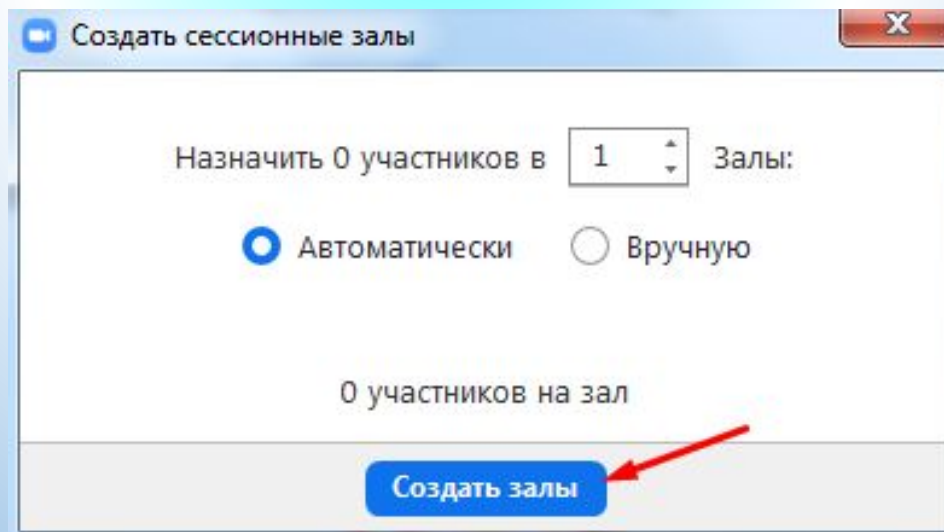 Создать сессионные залы
Назначить 0 участников в 1 Залы:
Автоматически Вручную
0 участников на зал
Создать залы